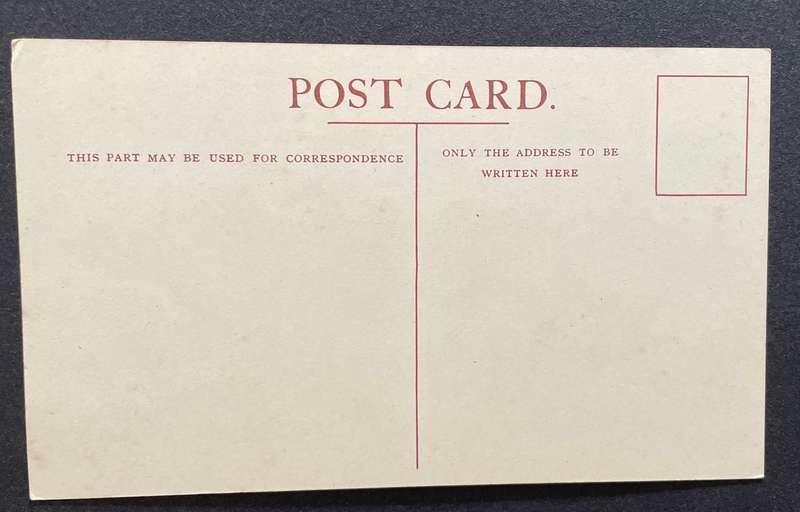 POST CARD.
THIS PART MAY BE USED FOR CORRESPONDENCE
ONLY THE ADDRESS TO BE
WRITTEN HERE